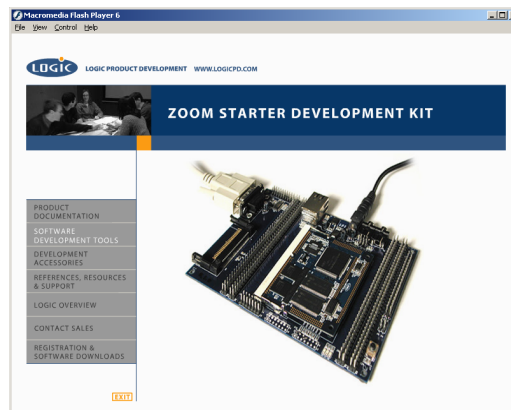 Macromedia Flash Player 6
File View Control Help
LOGIC LOGIC PRODUCT DEVELOPMENT WWW.LOGICPD.COM
ZOOM STARTER DEVELOPMENT KIT
PRODUCT
DOCUMENTATION
SOFTWARE
DEVELOPMENT TOOLS
DEVELOPMENT
ACCESSORIES
REFERENCES, RESOURCES
& SUPPORT
LOGIC OVERVIEW
CONTACT SALES
REGISTRATION &
SOFTWARE DOWNLOADS
EXIT